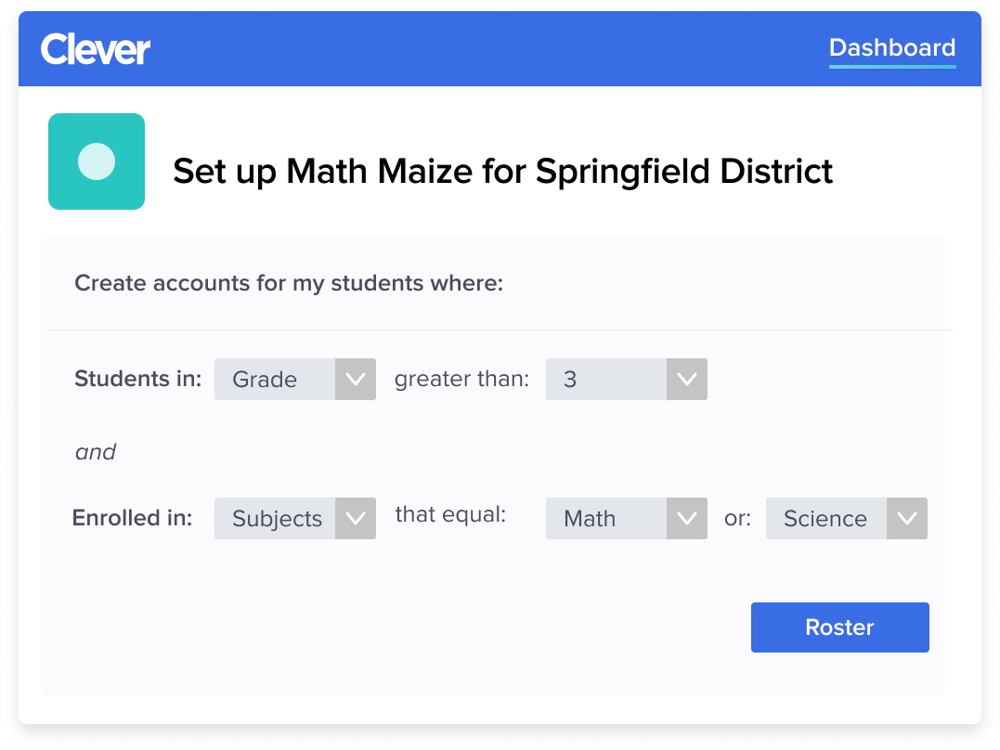 Clever Dashboard
Set up Math Maize for Springfield District
Create accounts for my students where:
Students in: Grade greater than: 3
and
Enrolled in: Subjects that equal: Math or: Science
Roster